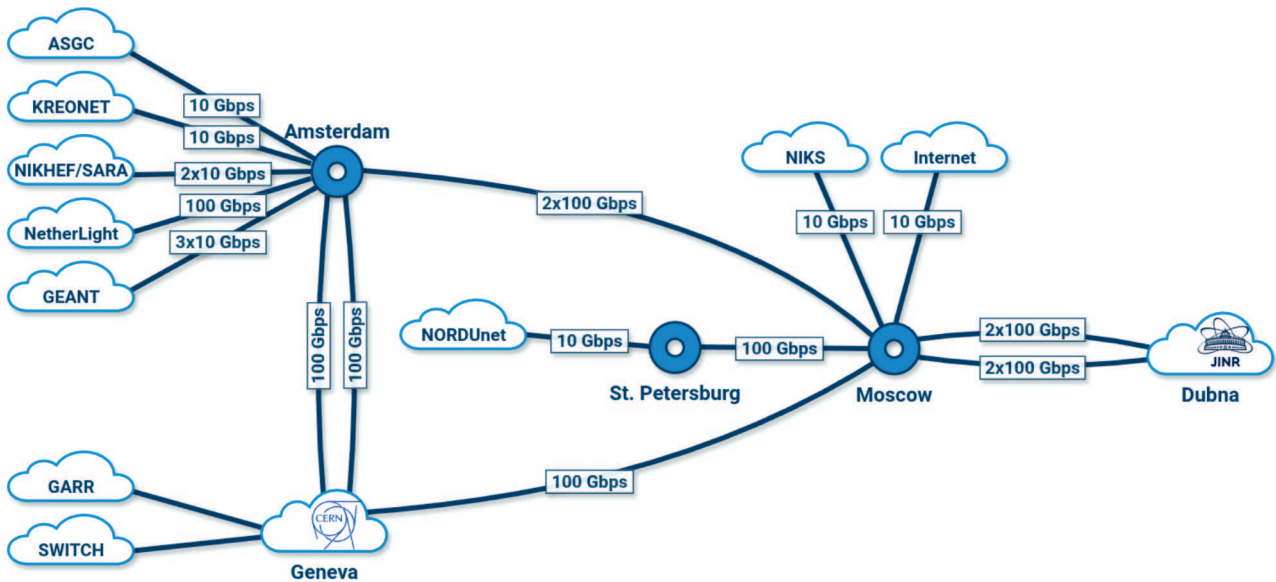 ASGC
KREONET
NIKHEF/SARA
NetherLight
GEANT
10 Gbps
10 Gbps
2x10 Gbps
100 Gbps
3x10 Gbps
Amsterdam
100 Gbps
100 Gbps
2x100 Gbps
NIKS
Internet
10 Gbps
10 Gbps
NORDUnet
10 Gbps
St. Petersburg
100 Gbps
Moscow
2x100 Gbps
2x100 Gbps
JINR
Dubna
GARR
SWITCH
CERN
Geneva
100 Gbps